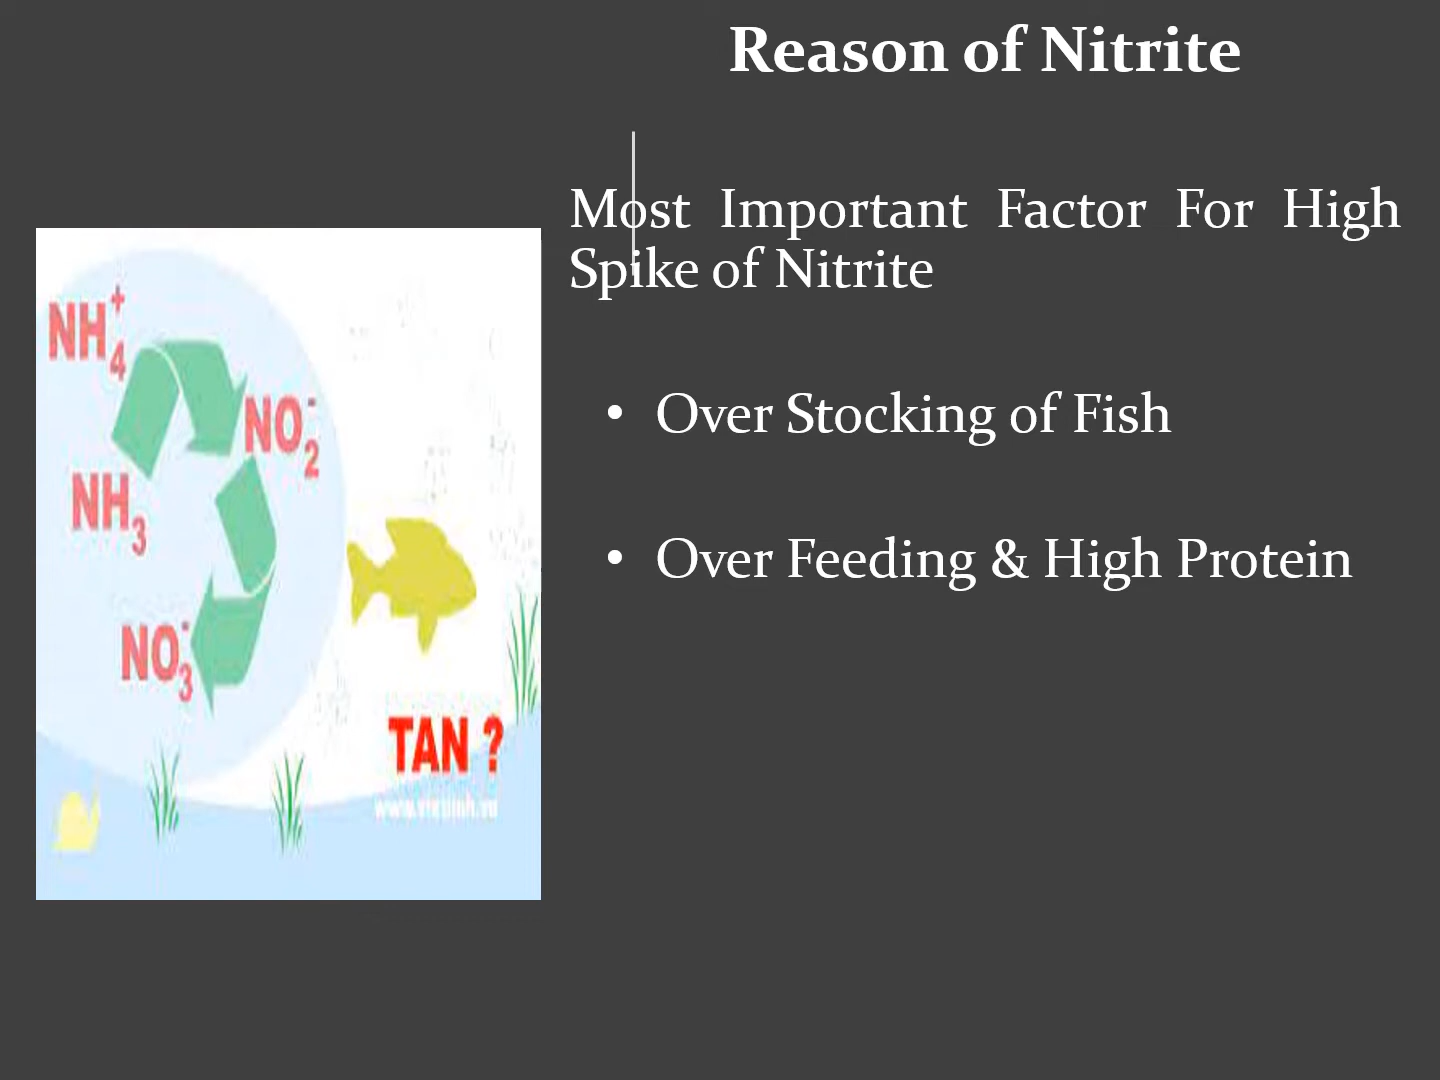 Reason of Nitrite
Most Important Factor For High
Spike of Nitrite
• Over Stocking of Fish
• Over Feeding & High Protein
NH4+
NO2-
NH3
NO3-
TAN ?